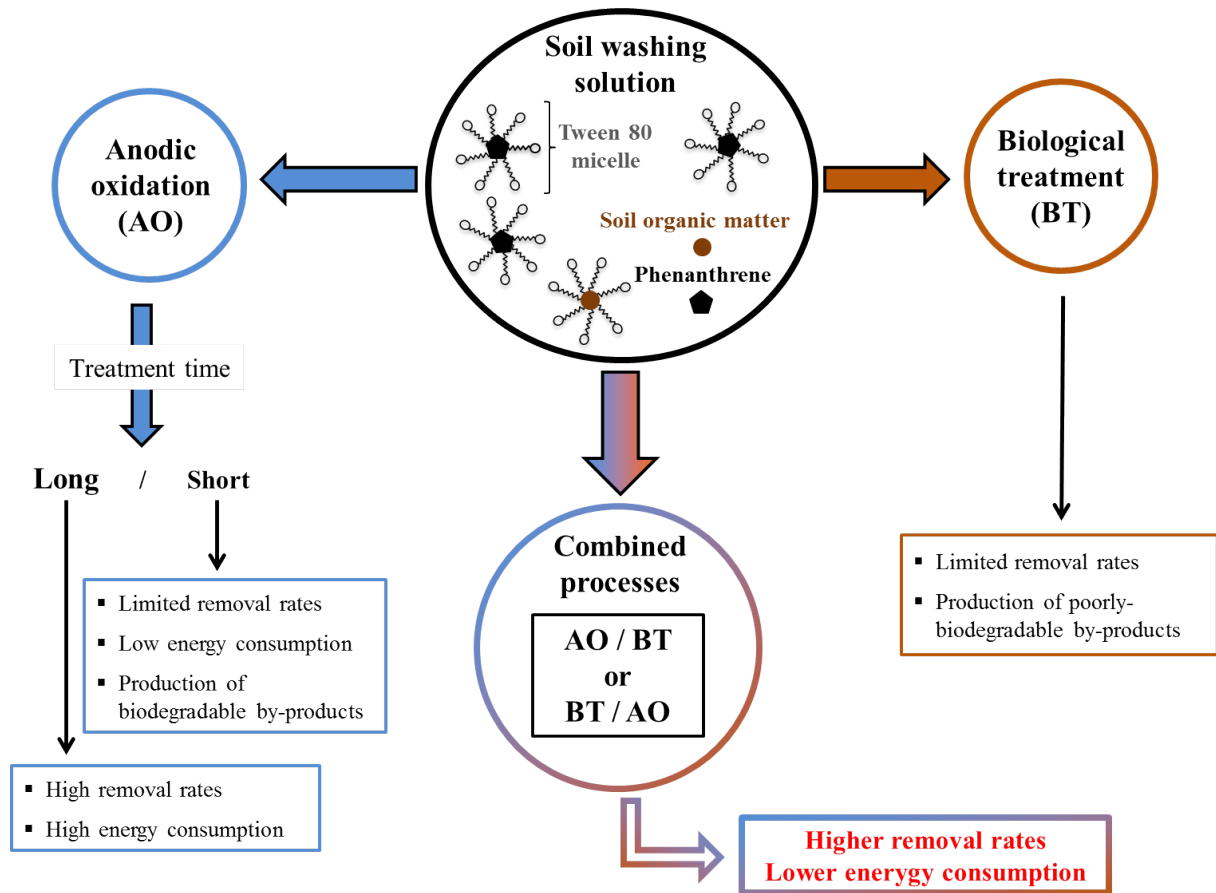 Soil washing
solution
Tween 80
micelle
Soil organic matter
Phenanthrene
Anodic
oxidation
(AO)
Treatment time
Long / Short
▪ Limited removal rates
▪ Low energy consumption
▪ Production of
biodegradable by-products
▪ High removal rates
▪ High energy consumption
Combined
processes
AO / BT
or
BT / AO
Higher removal rates
Lower enerygy consumption
Biological
treatment
(BT)
▪ Limited removal rates
▪ Production of poorly-
biodegradable by-products